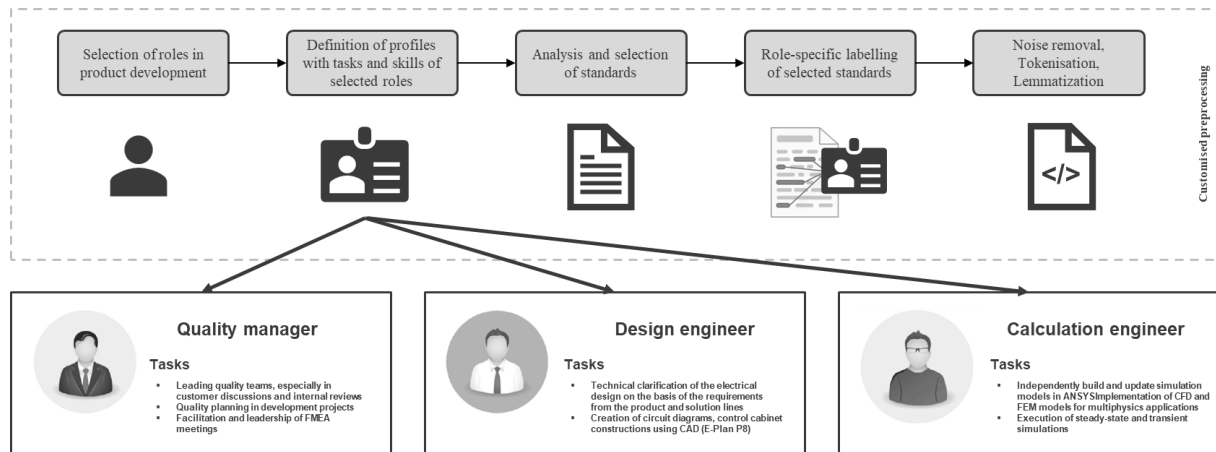 Selection of roles in
product development
Definition of profiles
with tasks and skills of
selected roles
Analysis and selection
of standards
Role-specific labelling
of selected standards
Noise removal,
Tokenisation,
Lemmatization
Customised preprocessing
</>
Quality manager
Tasks
▪ Leading quality teams, especially in
customer discussions and internal reviews
▪ Quality planning in development projects
▪ Facilitation and leadership of FMEA
meetings
Design engineer
Tasks
▪ Technical clarification of the electrical
design on the basis of the requirements
from the product and solution lines
▪ Creation of circuit diagrams, control cabinet
constructions using CAD (E-Plan P8)
Calculation engineer
Tasks
▪ Independently build and update simulation
models in ANSYSImplementation of CFD and
FEM models for multiphysics applications
▪ Execution of steady-state and transient
simulations